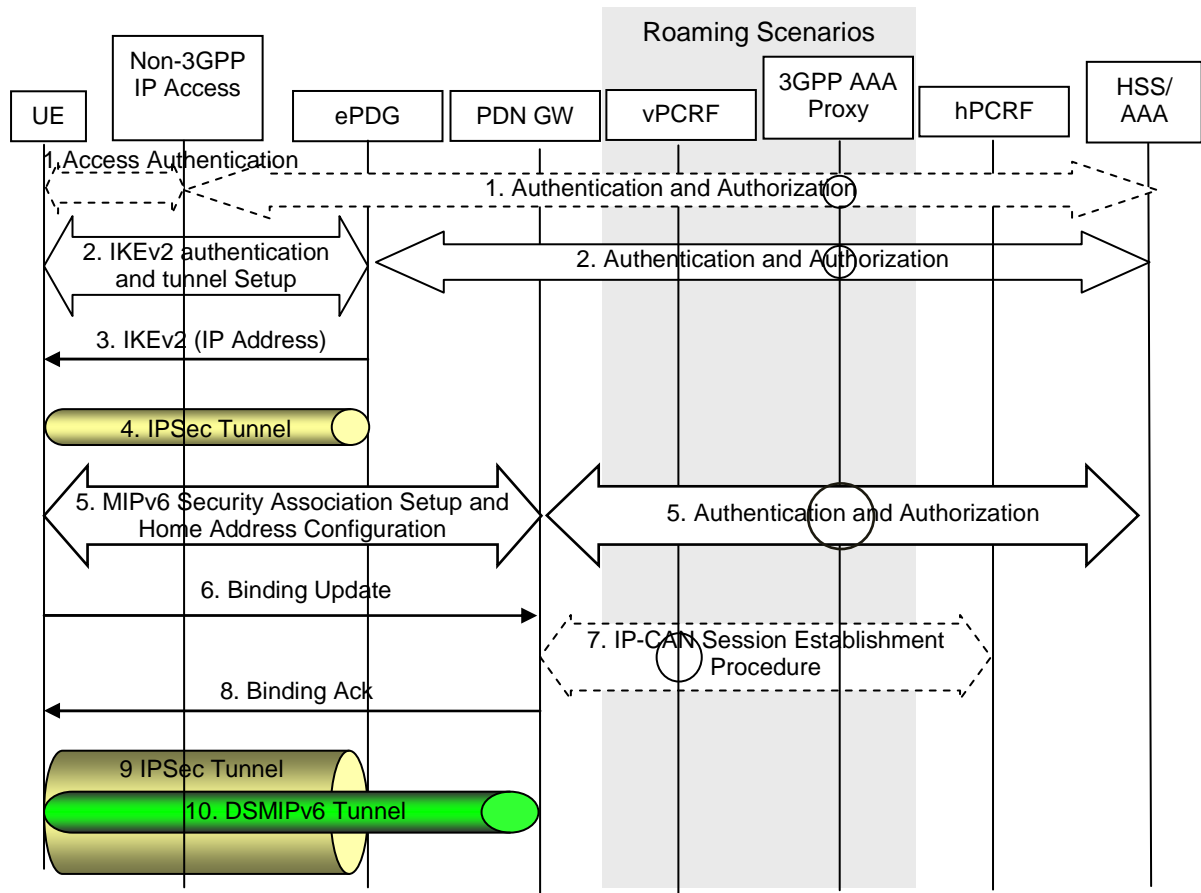 Roaming Scenarios
UE
Non-3GPP
IP Access
ePDG
PDN GW
vPCRF
3GPP AAA
Proxy
hPCRF
HSS/
AAA
1.Access Authentication
1. Authentication and Authorization
2. IKEv2 authentication
and tunnel Setup
2. Authentication and Authorization
3. IKEv2 (IP Address)
4. IPSec Tunnel
5. MIPv6 Security Association Setup and
Home Address Configuration
5. Authentication and Authorization
6. Binding Update
7. IP-CAN Session Establishment
Procedure
8. Binding Ack
9 IPSec Tunnel
10. DSMIPv6 Tunnel